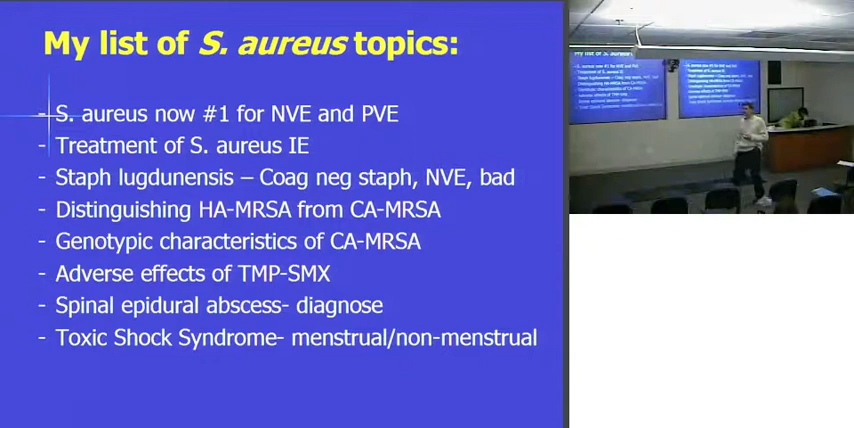 My list of S. aureus topics:
- S. aureus now #1 for NVE and PVE
- Treatment of S. aureus IE
- Staph lugdunensis – Coag neg staph, NVE, bad
- Distinguishing HA-MRSA from CA-MRSA
- Genotypic characteristics of CA-MRSA
- Adverse effects of TMP-SMX
- Spinal epidural abscess- diagnose
- Toxic Shock Syndrome- menstrual/non-menstrual